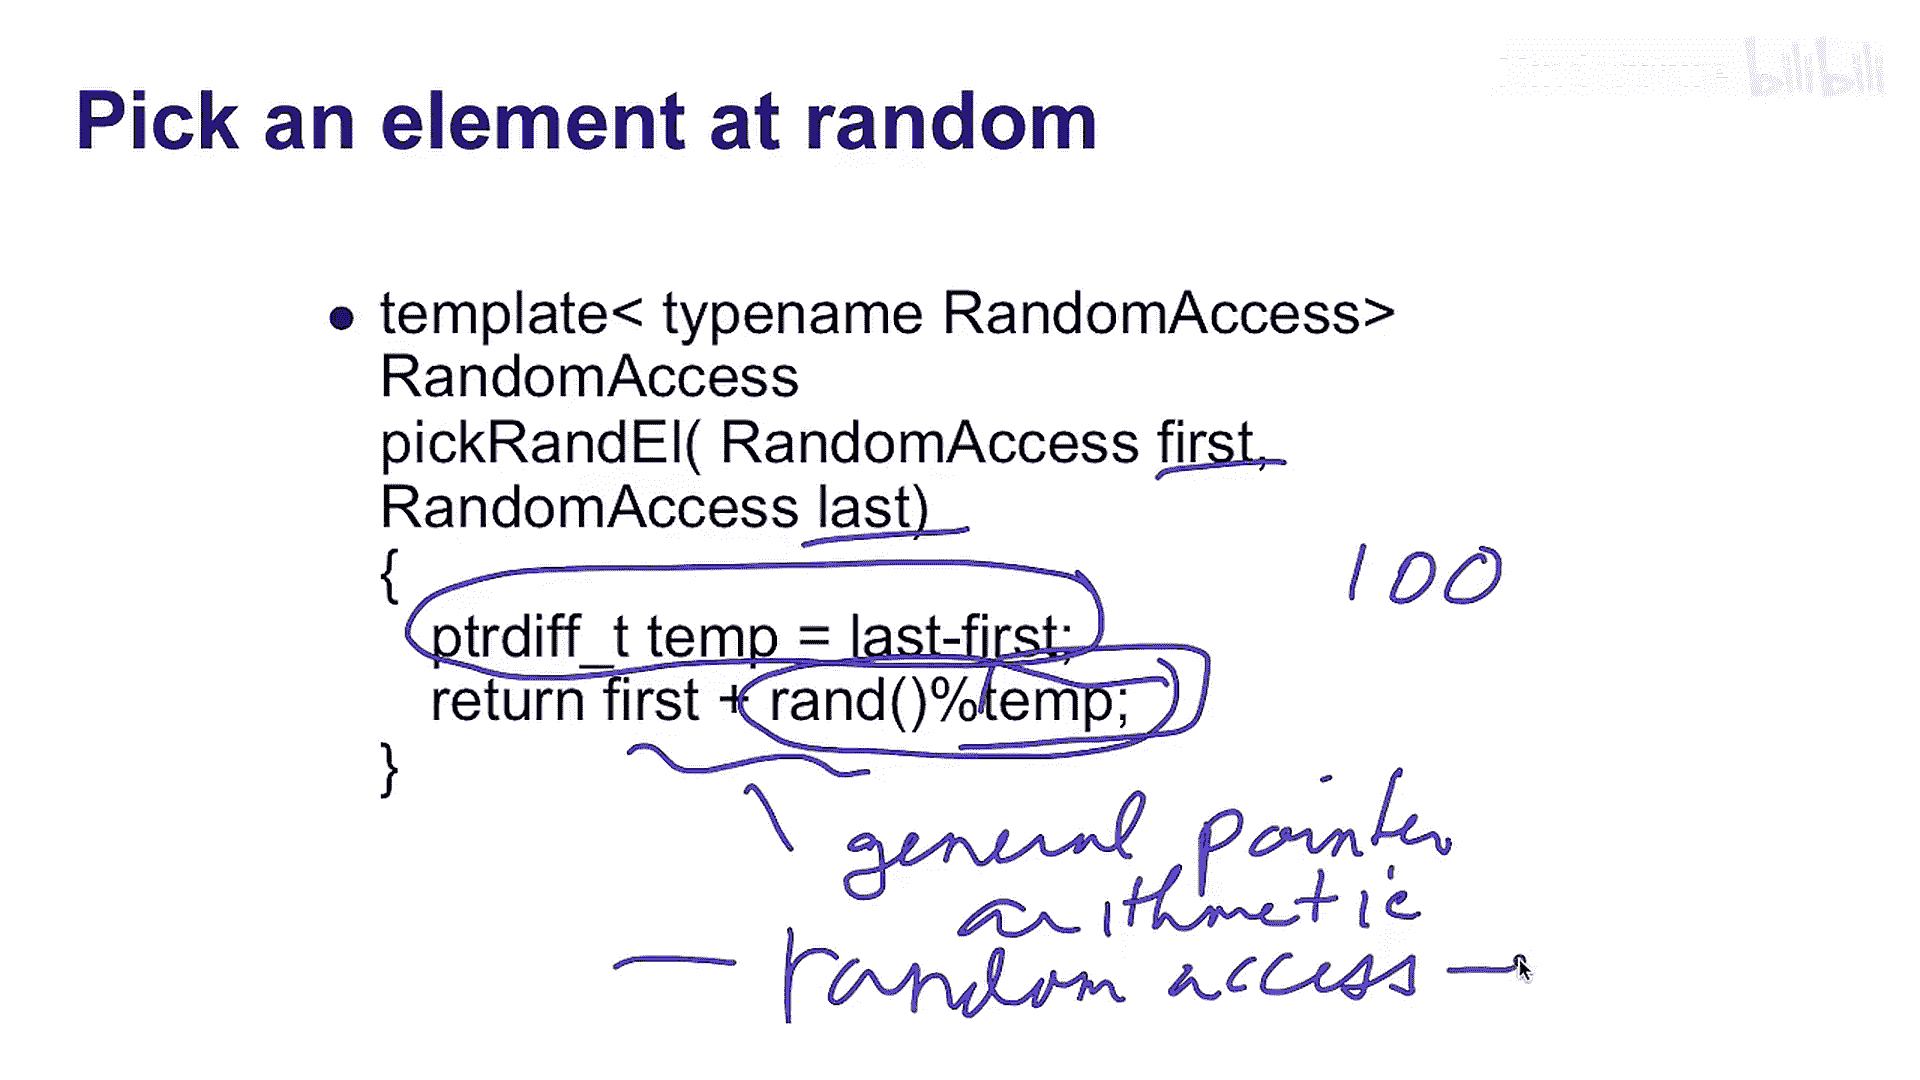 bilibili
Pick an element at random
● template< typename RandomAccess>
RandomAccess
pickRandEl( RandomAccess first,
RandomAccess last)
{
ptrdiff_t temp = last-first;
return first + rand()%temp;
}
100
general pointer
arithmetic
random access